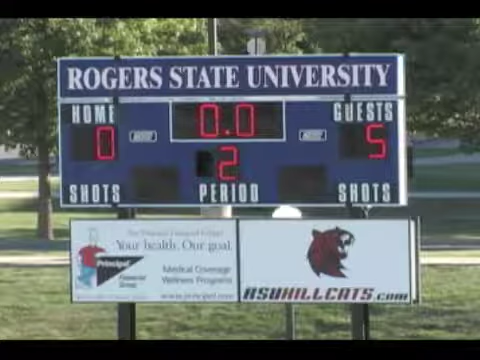 ROGERS STATE UNIVERSITY
HOME 0.0 GUESTS
0 5
2
SHOTS PERIOD SHOTS
Your health. Our goal.
Principal
Financial
Group
Medical Coverage
Wellness Programs
www.principal
RSUHILLCATS.com